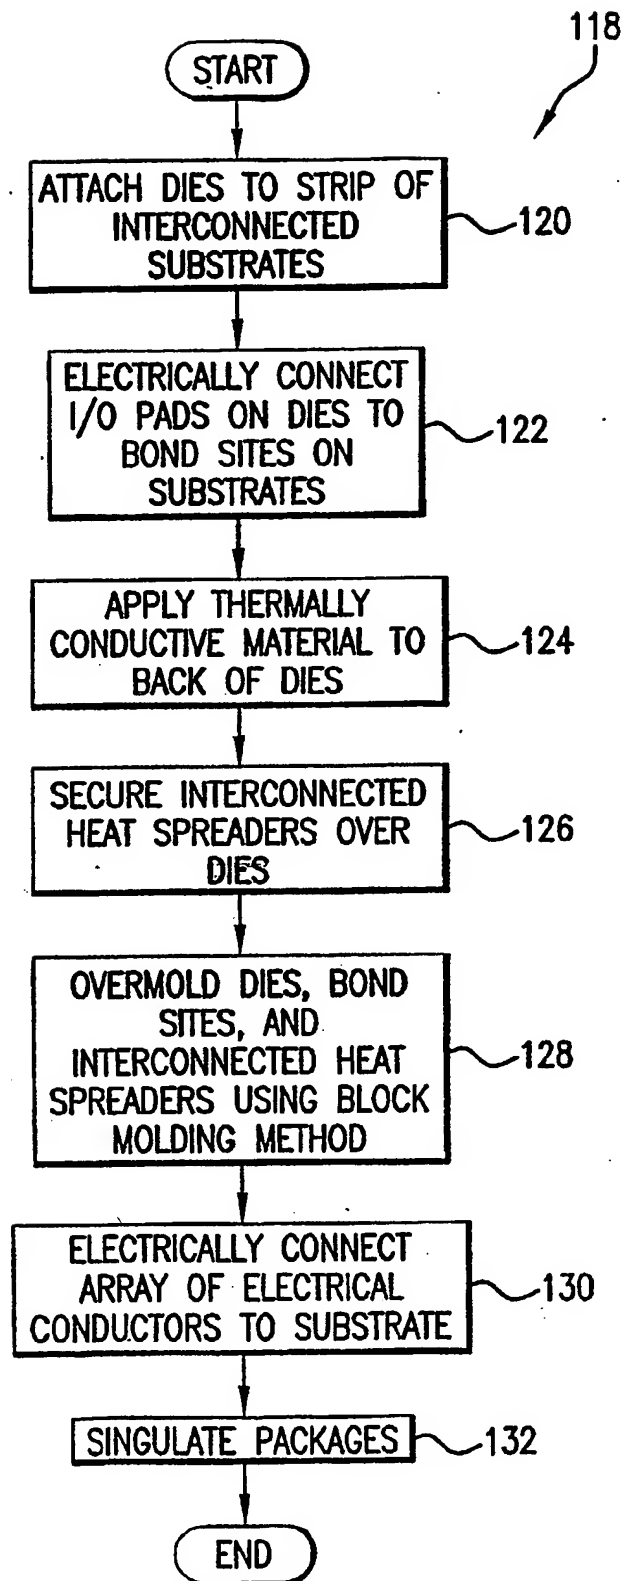 118
START
ATTACH DIES TO STRIP OF
INTERCONNECTED
SUBSTRATES
120
ELECTRICALLY CONNECT
I/O PADS ON DIES TO
BOND SITES ON
SUBSTRATES
122
APPLY THERMALLY
CONDUCTIVE MATERIAL TO
BACK OF DIES
124
SECURE INTERCONNECTED
HEAT SPREADERS OVER
DIES
126
OVERMOLD DIES, BOND
SITES, AND
INTERCONNECTED HEAT
SPREADERS USING BLOCK
MOLDING METHOD
128
ELECTRICALLY CONNECT
ARRAY OF ELECTRICAL
CONDUCTORS TO SUBSTRATE
130
SINGULATE PACKAGES
132
END